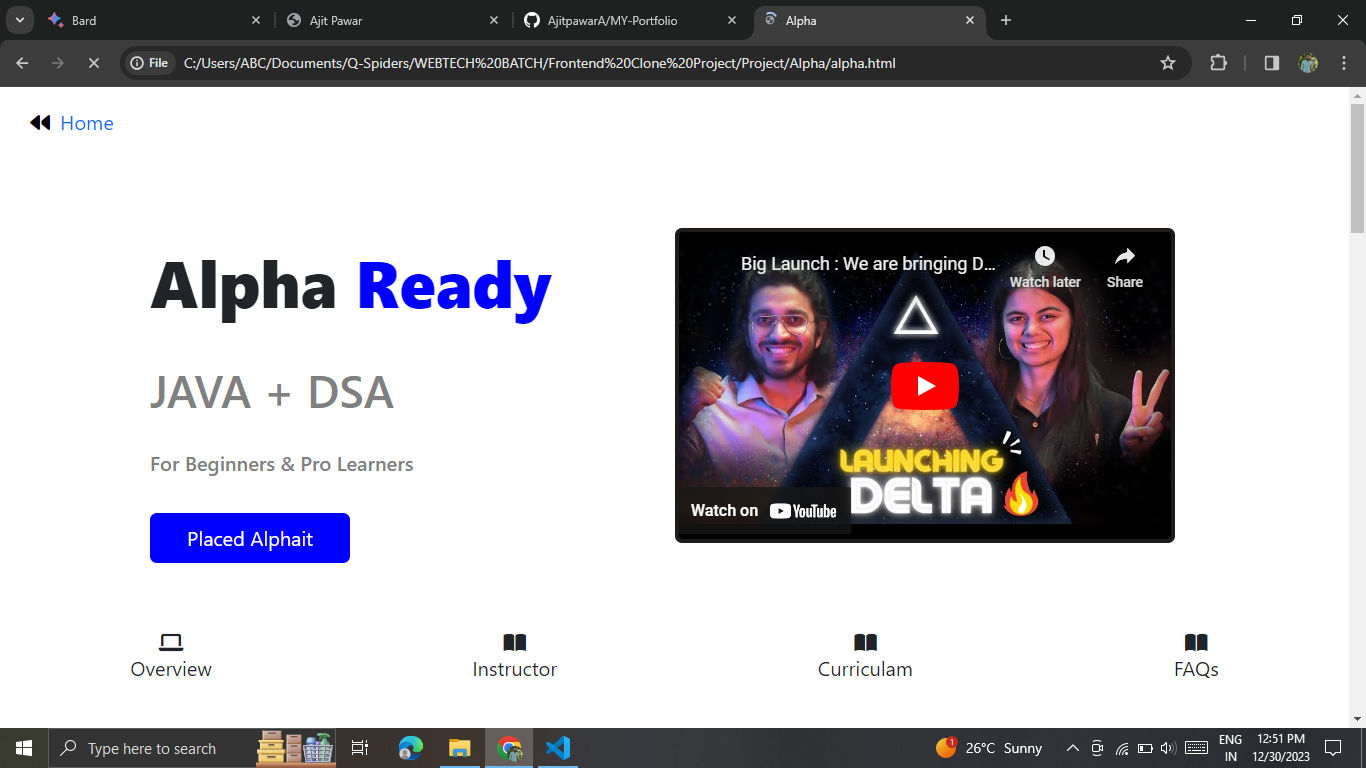 Bard
Ajit Pawar
AjitpawarA/MY-Portfolio
Alpha
File
C:/Users/ABC/Documents/Q-Spiders/WEBTECH%20BATCH/Frontend%20Clone%20Project/Project/Alpha/alpha.html
Home
Alpha Ready
JAVA + DSA
For Beginners & Pro Learners
Placed Alphait
Big Launch : We are bringing D...
Watch later
Share
LAUNCHING
DELTA
Watch on YouTube
Overview
Instructor
Curriculam
FAQs
Type here to search
1
26°C Sunny
ENG
IN
12:51 PM
12/30/2023